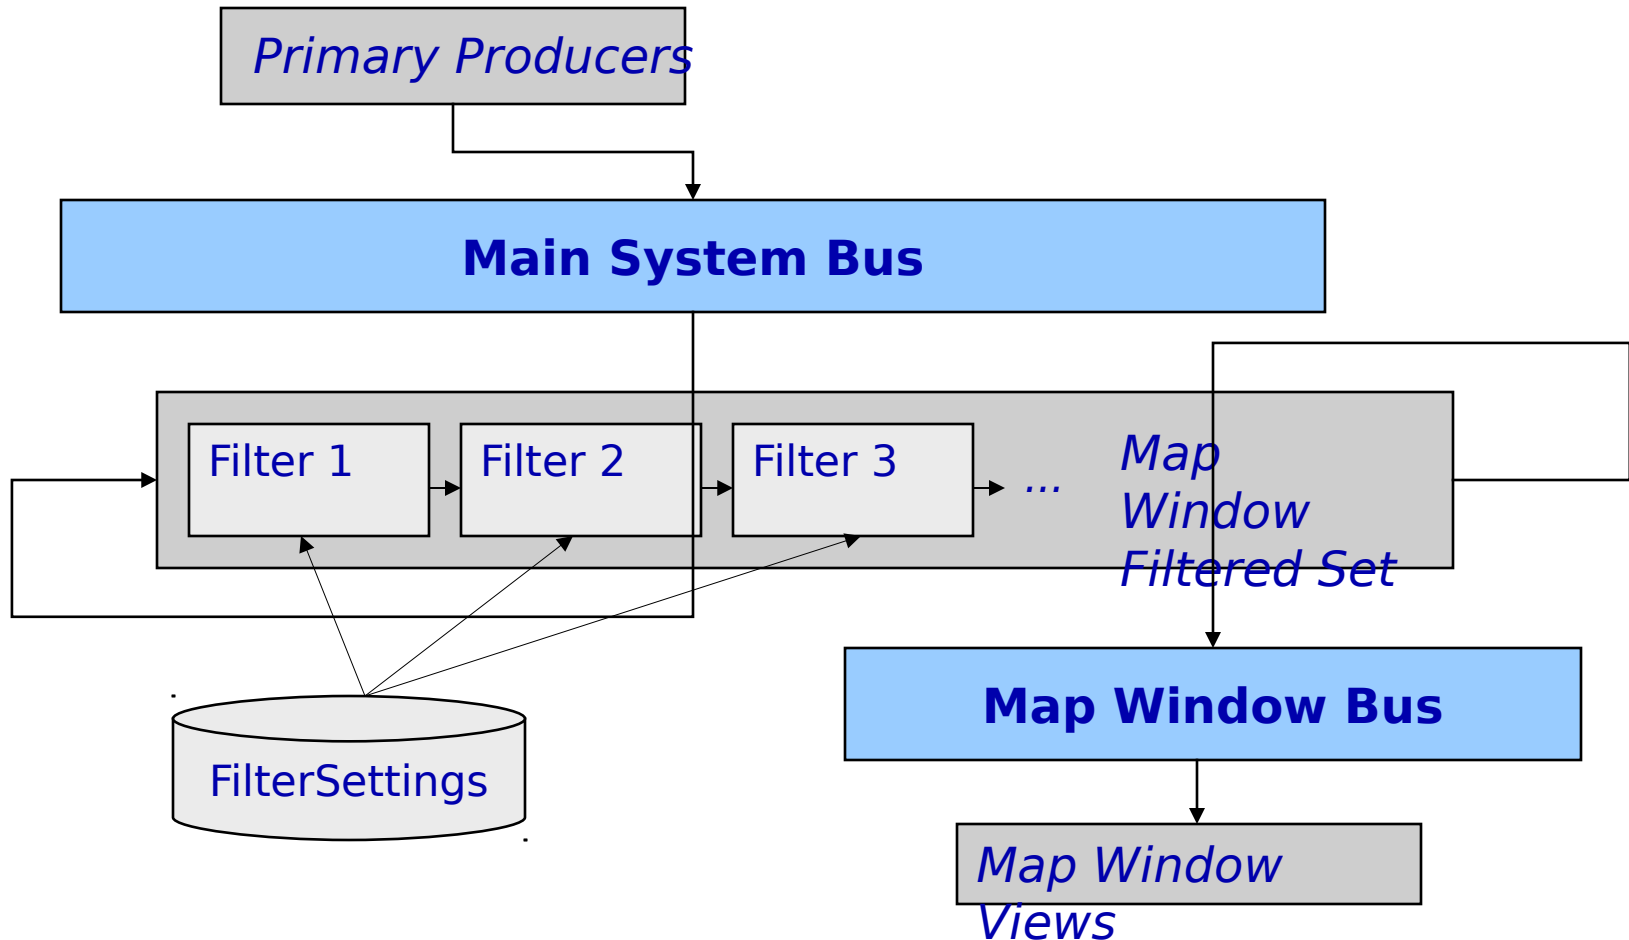 Primary Producers
Main System Bus
Filter 1
Filter 2
Filter 3
...
Map
Window
Filtered Set
Map Window Bus
FilterSettings
Map Window
Views